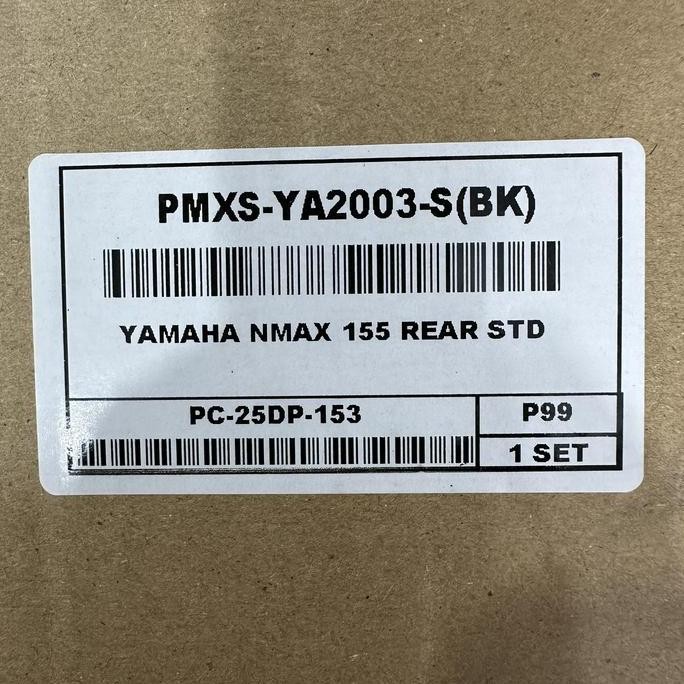 PMXS-YA2003-S(BK)
YAMAHA NMAX 155 REAR STD
PC-25DP-153
P99
1 SET